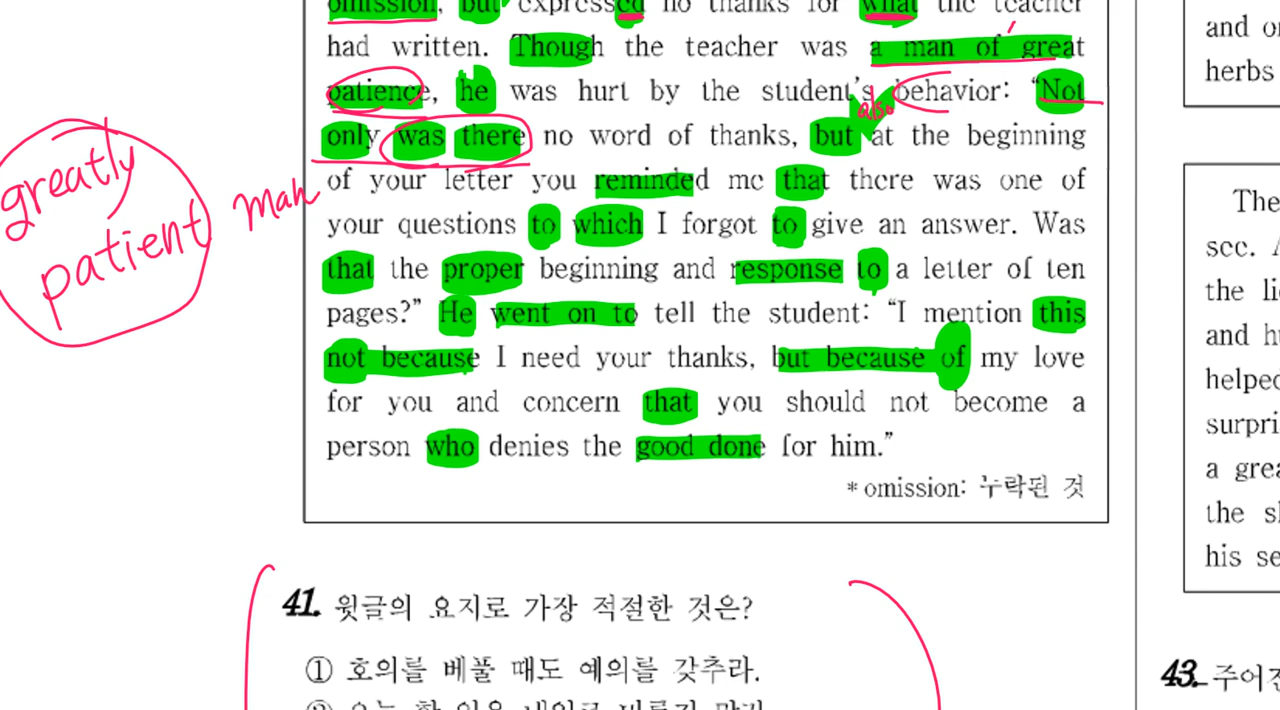 omission, but expressed no thanks for what the teacher
had written. Though the teacher was a man of great
patience, he was hurt by the student's behavior: “Not
also
only was there no word of thanks, but at the beginning
of your letter you reminded me that there was one of
your questions to which I forgot to give an answer. Was
that the proper beginning and response to a letter of ten
pages?” He went on to tell the student: “I mention this
not because I need your thanks, but because of my love
for you and concern that you should not become a
person who denies the good done for him.”
* omission: 누락된 것
greatly
patient man
41. 윗글의 요지로 가장 적절한 것은?
① 호의를 베풀 때도 예의를 갖추라.
and
herbs
The
see. A
the li
and h
helped
surpri
a grea
the s
his se
43. 주어진